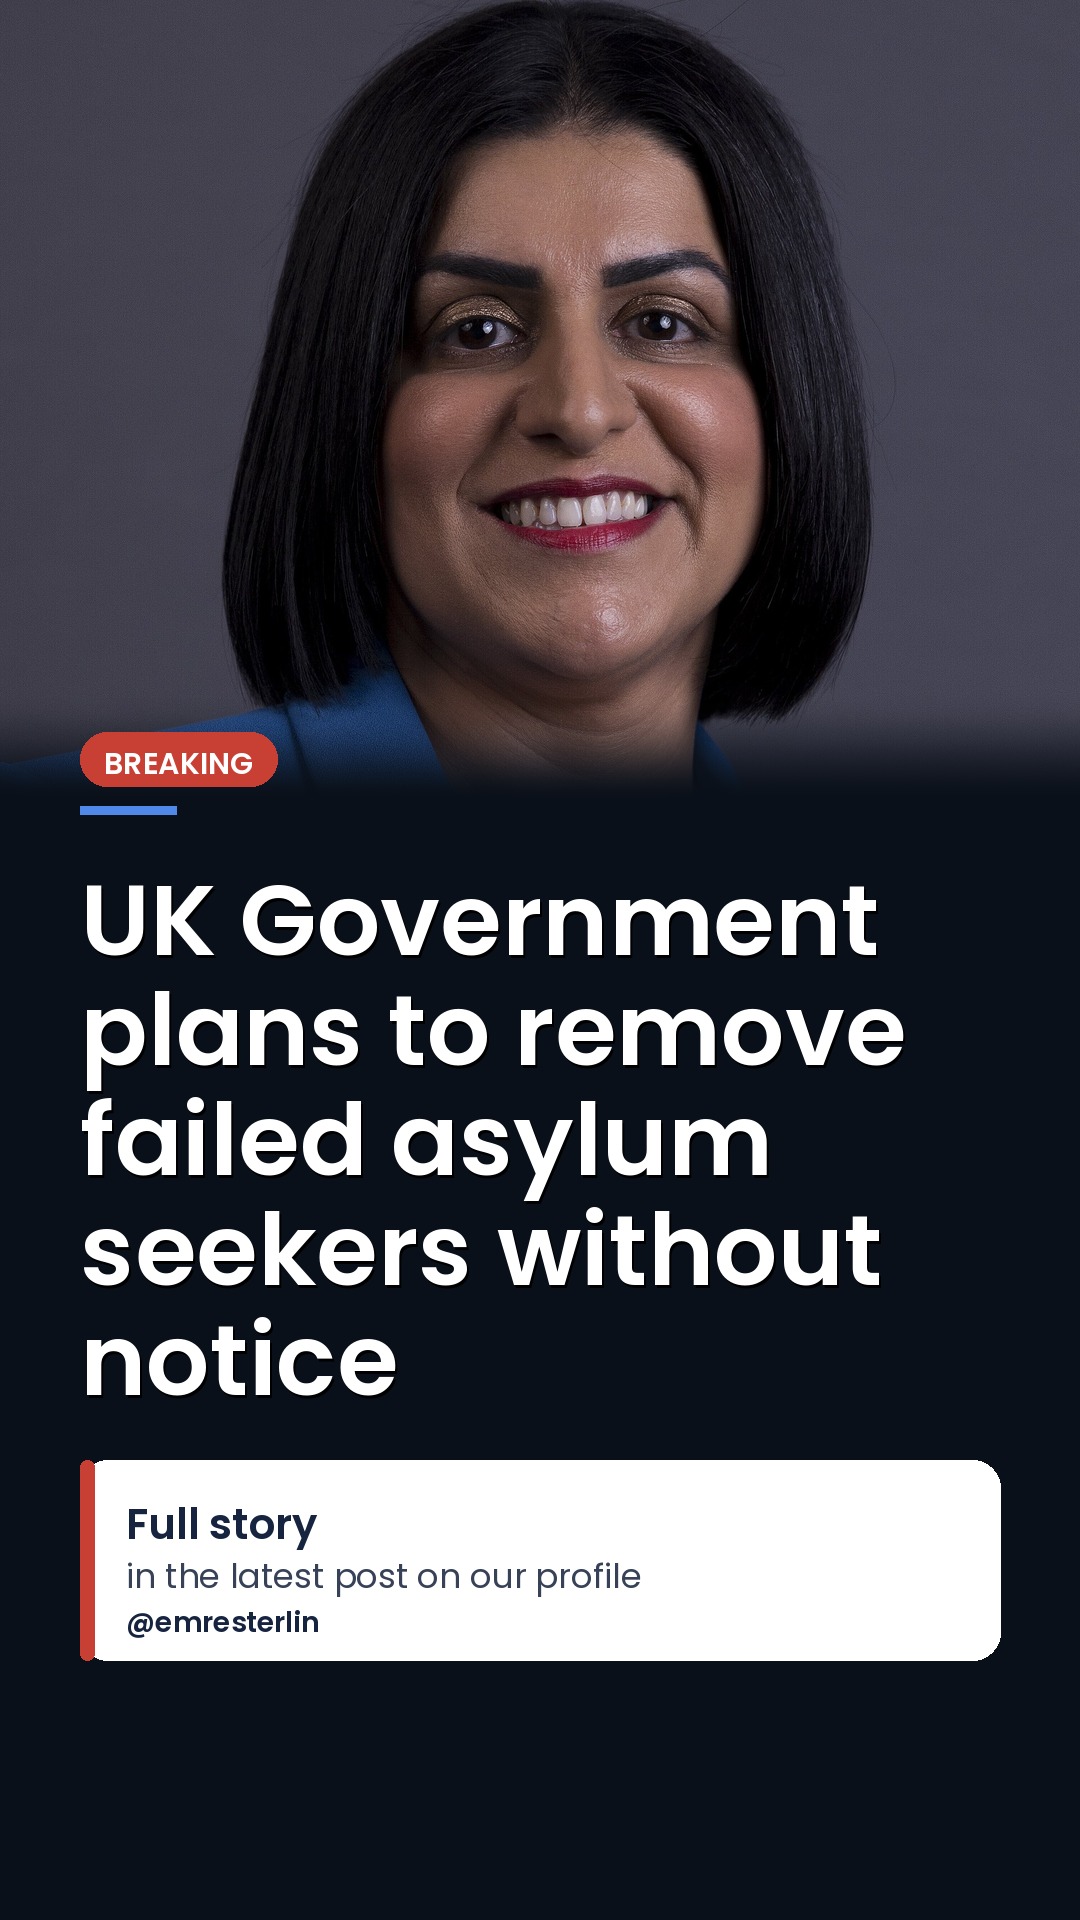 BREAKING
UK Government
plans to remove
failed asylum
seekers without
notice
Full story
in the latest post on our profile
@emresterlin